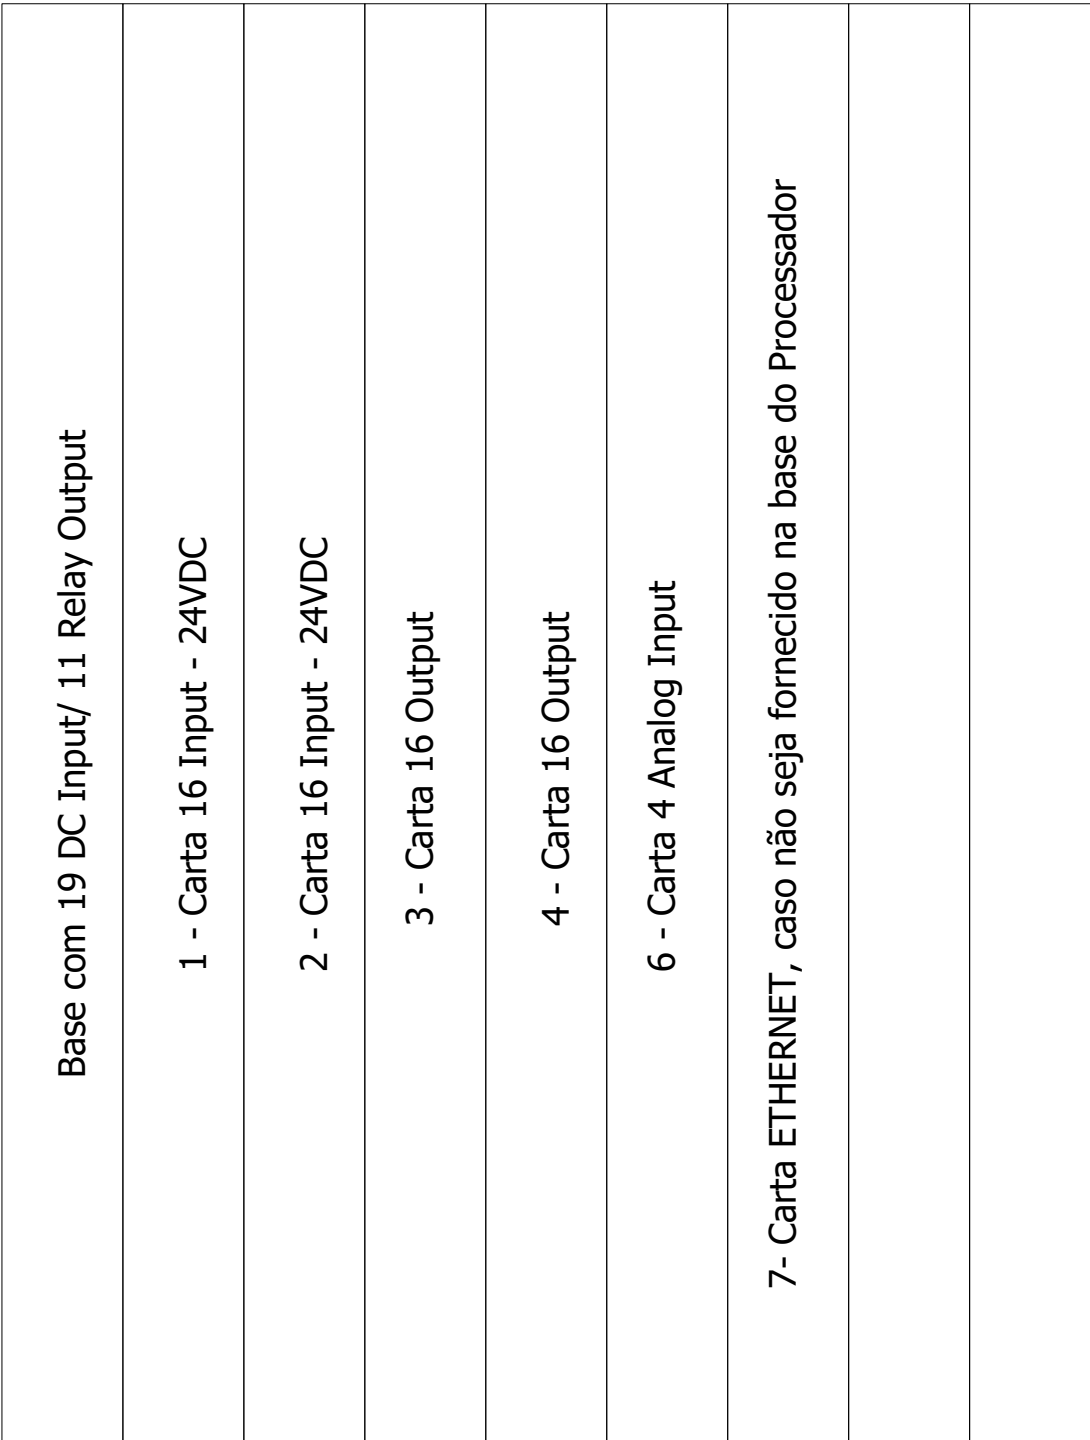 Base com 19 DC Input/ 11 Relay Output
1 - Carta 16 Input - 24VDC
2 - Carta 16 Input - 24VDC
3 - Carta 16 Output
4 - Carta 16 Output
6 - Carta 4 Analog Input
7- Carta ETHERNET, caso não seja fornecido na base do Processador